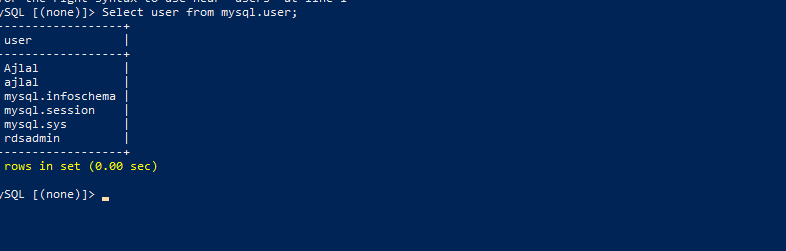 for the right syntax to use near 'users' at line 1
ySQL [(none)]> Select user from mysql.user;
------------------+
user |
------------------+
Ajlal |
ajlal |
mysql.infoschema |
mysql.session |
mysql.sys |
rdsadmin |
------------------+
rows in set (0.00 sec)
ySQL [(none)]>